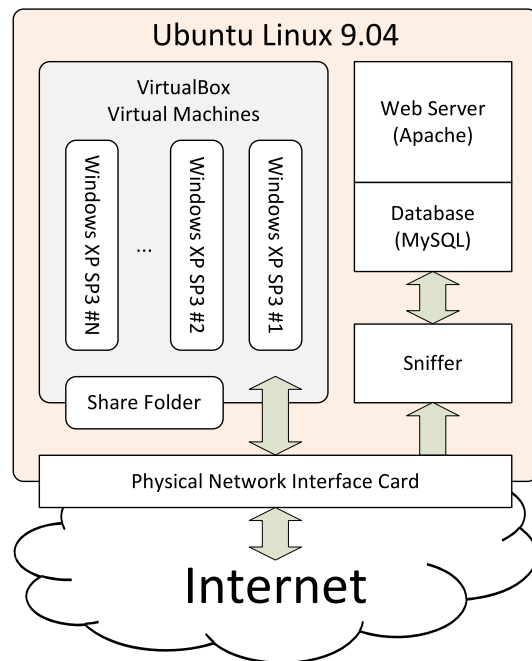 Ubuntu Linux 9.04
VirtualBox
Virtual Machines
Windows XP SP3 #N
...
Windows XP SP3 #2
Windows XP SP3 #1
Share Folder
Web Server
(Apache)
Database
(MySQL)
Sniffer
Physical Network Interface Card
Internet